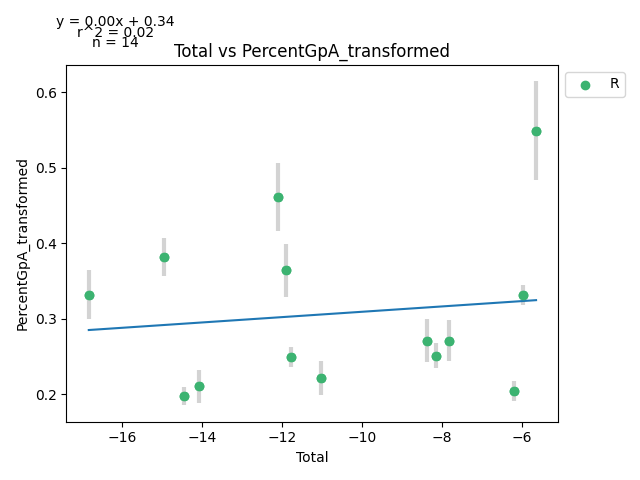 y = 0.00x + 0.34
r^2 = 0.02
n = 14
Total vs PercentGpA_transformed
R
PercentGpA_transformed
0.6
0.5
0.4
0.3
0.2
−16
−14
−12
−10
−8
−6
Total